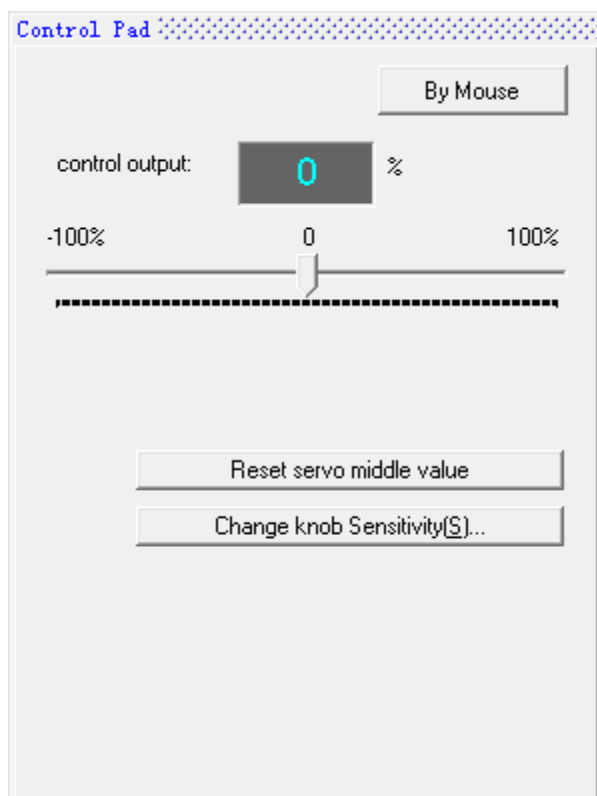 Control Pad
By Mouse
control output: 0 %
-100% 0 100%
Reset servo middle value
Change knob Sensitivity(S)...